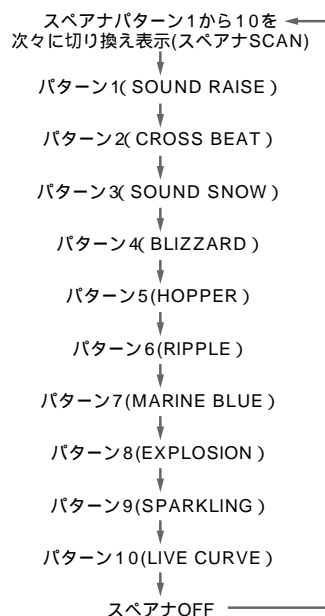 スペアナパターン1から10を
次々に切り換え表示(スペアナSCAN)
パターン1(SOUND RAISE)
パターン2(CROSS BEAT)
パターン3(SOUND SNOW)
パターン4(BLIZZARD)
パターン5(HOPPER)
パターン6(RIPPLE)
パターン7(MARINE BLUE)
パターン8(EXPLOSION)
パターン9(SPARKLING)
パターン10(LIVE CURVE)
スペアナOFF